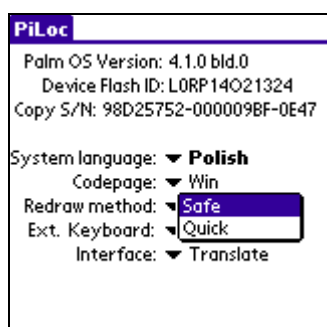 PiLoc
Palm OS Version: 4.1.0 bld.0
Device Flash ID: L0RP14O21324
Copy S/N: 98D25752-000009BF-0E47
System language: Polish
Codepage: Win
Redraw method: Safe
Ext. Keyboard: Quick
Interface: Translate